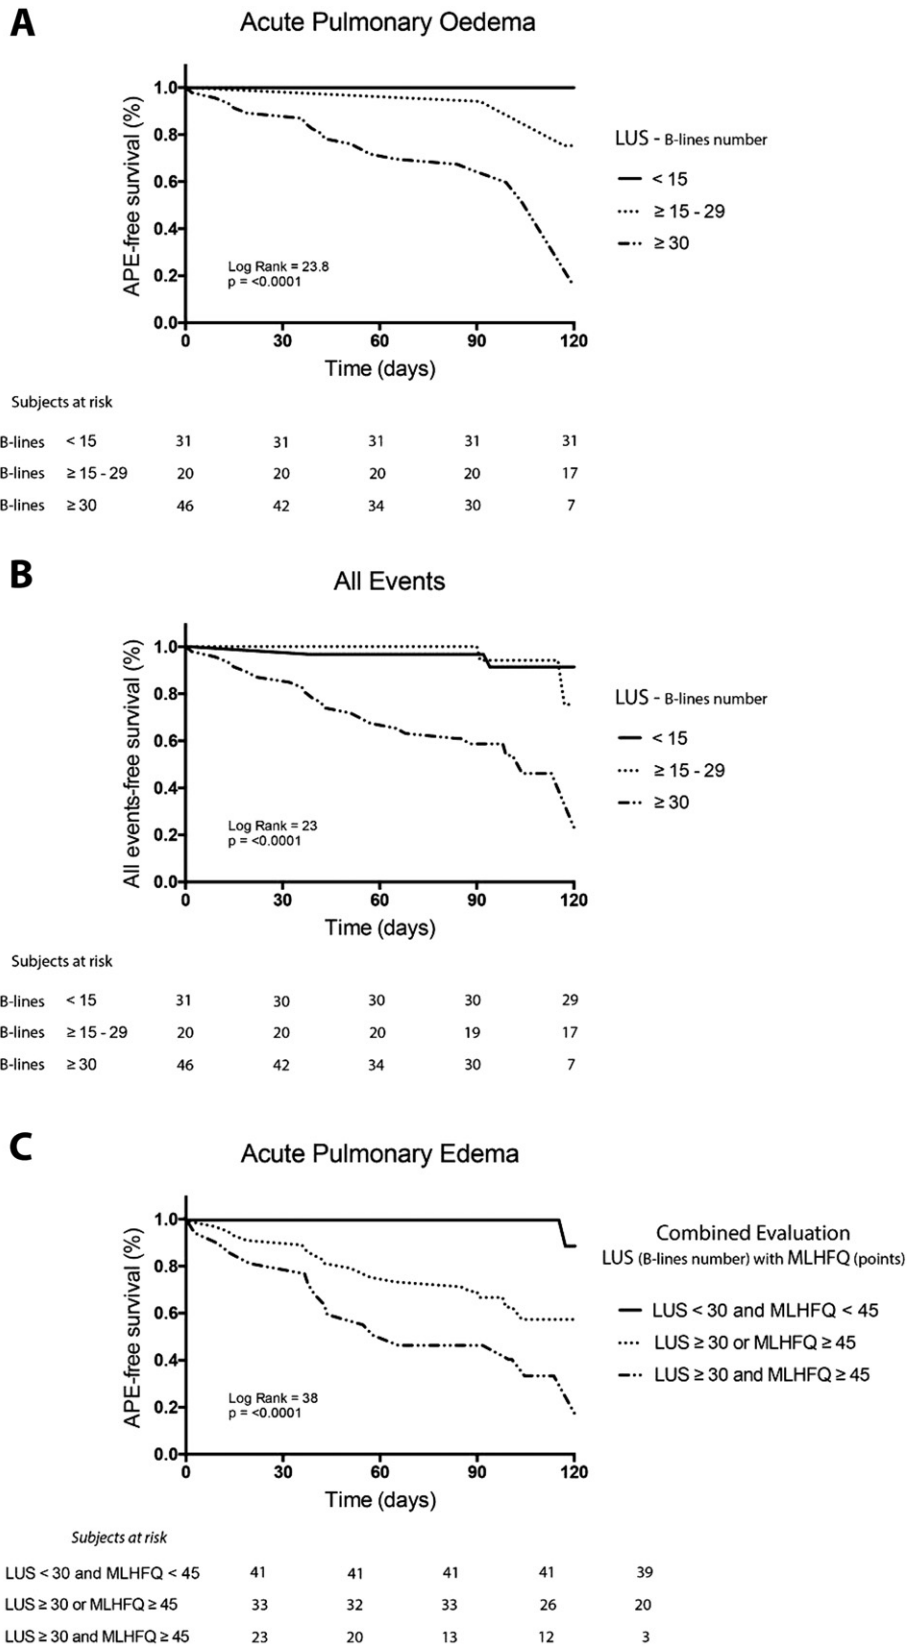 A
Acute Pulmonary Oedema
APE-free survival (%)
1.0
0.8
0.6
0.4
0.2
0.0
Log Rank = 23.8
p = <0.0001
0 30 60 90 120
Time (days)
LUS - B-lines number
< 15
≥ 15 - 29
≥ 30
Subjects at risk
B-lines < 15 31 31 31 31 31
B-lines ≥ 15 - 29 20 20 20 20 17
B-lines ≥ 30 46 42 34 30 7
B
All Events
All events-free survival (%)
1.0
0.8
0.6
0.4
0.2
0.0
Log Rank = 23
p = <0.0001
0 30 60 90 120
Time (days)
LUS - B-lines number
< 15
≥ 15 - 29
≥ 30
Subjects at risk
B-lines < 15 31 30 30 30 29
B-lines ≥ 15 - 29 20 20 20 19 17
B-lines ≥ 30 46 42 34 30 7
C
Acute Pulmonary Edema
APE-free survival (%)
1.0
0.8
0.6
0.4
0.2
0.0
Log Rank = 38
p = <0.0001
0 30 60 90 120
Time (days)
Combined Evaluation
LUS (B-lines number) with MLHFQ (points)
LUS < 30 and MLHFQ < 45
LUS ≥ 30 or MLHFQ ≥ 45
LUS ≥ 30 and MLHFQ ≥ 45
Subjects at risk
LUS < 30 and MLHFQ < 45 41 41 41 41 39
LUS ≥ 30 or MLHFQ ≥ 45 33 32 33 26 20
LUS ≥ 30 and MLHFQ ≥ 45 23 20 13 12 3